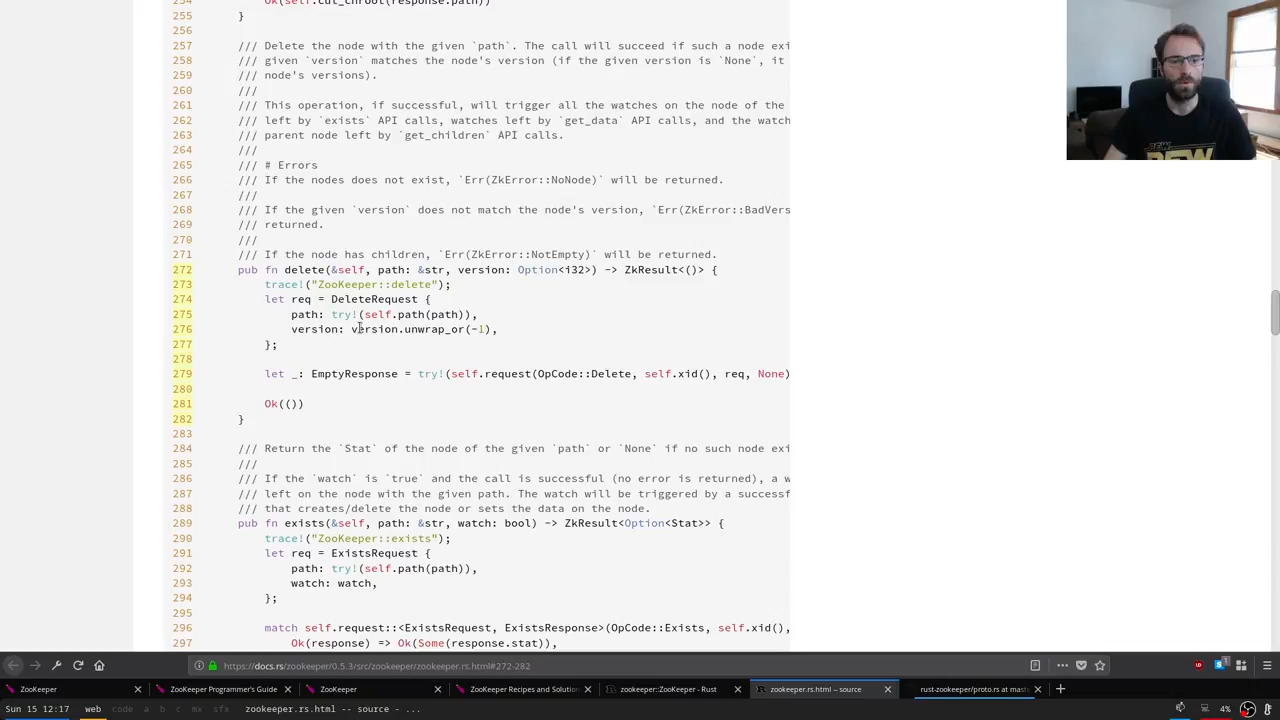 254 Ok(self.cut_chroot(response.path))
255 }
256
257 /// Delete the node with the given `path`. The call will succeed if such a node exi
258 /// given `version` matches the node's version (if the given version is `None`, it
259 /// node's versions).
260 ///
261 /// This operation, if successful, will trigger all the watches on the node of the
262 /// left by `exists` API calls, watches left by `get_data` API calls, and the watch
263 /// parent node left by `get_children` API calls.
264 ///
265 /// # Errors
266 /// If the nodes does not exist, `Err(ZkError::NoNode)` will be returned.
267 ///
268 /// If the given `version` does not match the node's version, `Err(ZkError::BadVers
269 /// returned.
270 ///
271 /// If the node has children, `Err(ZkError::NotEmpty)` will be returned.
272 pub fn delete(&self, path: &str, version: Option<i32>) -> ZkResult<()> {
273 trace!("ZooKeeper::delete");
274 let req = DeleteRequest {
275 path: try!(self.path(path)),
276 version: version.unwrap_or(-1),
277 };
278
279 let _: EmptyResponse = try!(self.request(OpCode::Delete, self.xid(), req, None)
280
281 Ok(())
282 }
283
284 /// Return the `Stat` of the node of the given `path` or `None` if no such node exi
285 ///
286 /// If the `watch` is `true` and the call is successful (no error is returned), a w
287 /// left on the node with the given path. The watch will be triggered by a successf
288 /// that creates/delete the node or sets the data on the node.
289 pub fn exists(&self, path: &str, watch: bool) -> ZkResult<Option<Stat>> {
290 trace!("ZooKeeper::exists");
291 let req = ExistsRequest {
292 path: try!(self.path(path)),
293 watch: watch,
294 };
295
296 match self.request::<ExistsRequest, ExistsResponse>(OpCode::Exists, self.xid(),
297 Ok(response) => Ok(Some(response.stat)),
https://docs.rs/zookeeper/0.5.3/src/zookeeper/zookeeper.rs.html#272-282
ZooKeeper ZooKeeper Programmer's Guide ZooKeeper ZooKeeper Recipes and Solution zookeeper::ZooKeeper - Rust zookeeper.rs.html -- source rust-zookeeper/proto.rs at mast
Sun 15 12:17 web code a b c mx sfx zookeeper.rs.html -- source - ... 4%